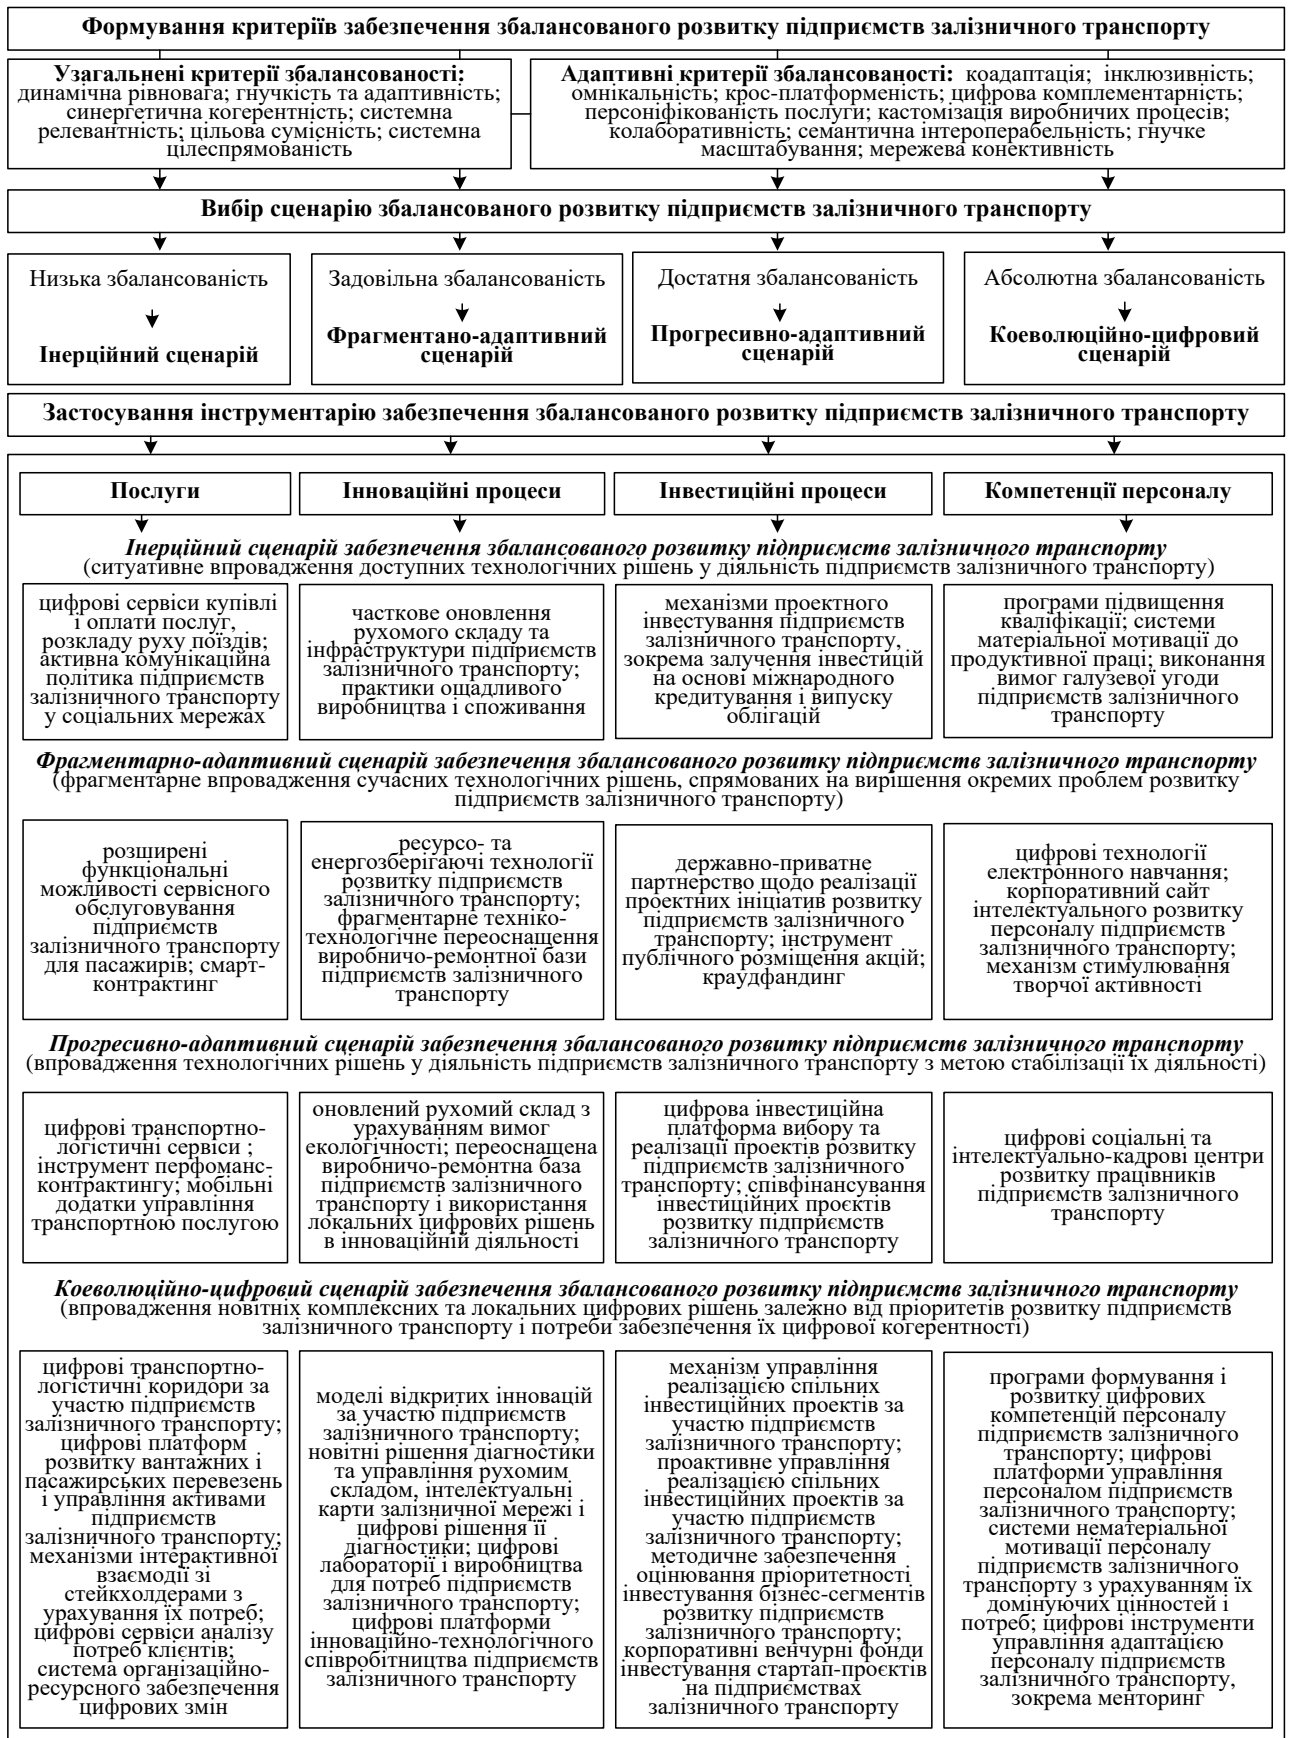 Формування критеріїв забезпечення збалансованого розвитку підприємств залізничного транспорту
Узагальнені критерії збалансованості:
динамічна рівновага; гнучкість та адаптивність;
синергетична когерентність; системна
релевантність; цільова сумісність; системна
цілеспрямованість
Адаптивні критерії збалансованості: коадаптація; інклюзивність;
омнікальність; крос-платформеність; цифрова комплементарність;
персоніфікованість послуги; кастомізація виробничих процесів;
колаборативність; семантична інтероперабельність; гнучке
масштабування; мережева конективність
Вибір сценарію збалансованого розвитку підприємств залізничного транспорту
Низька збалансованість
Інерційний сценарій
Задовільна збалансованість
Фрагментано-адаптивний
сценарій
Достатня збалансованість
Прогресивно-адаптивний
сценарій
Абсолютна збалансованість
Коеволюційно-цифровий
сценарій
Застосування інструментарію забезпечення збалансованого розвитку підприємств залізничного транспорту
Послуги
Інноваційні процеси
Інвестиційні процеси
Компетенції персоналу
Інерційний сценарій забезпечення збалансованого розвитку підприємств залізничного транспорту
(ситуативне впровадження доступних технологічних рішень у діяльність підприємств залізничного транспорту)
цифрові сервіси купівлі
і оплати послуг,
розкладу руху поїздів;
активна комунікаційна
політика підприємств
залізничного транспорту
у соціальних мережах
часткове оновлення
рухомого складу та
інфраструктури підприємств
залізничного транспорту;
практики ощадливого
виробництва і споживання
механізми проектного
інвестування підприємств
залізничного транспорту,
зокрема залучення інвестицій
на основі міжнародного
кредитування і випуску
облігацій
програми підвищення
кваліфікації; системи
матеріальної мотивації до
продуктивної праці; виконання
вимог галузевої угоди
підприємств залізничного
транспорту
Фрагментарно-адаптивний сценарій забезпечення збалансованого розвитку підприємств залізничного транспорту
(фрагментарне впровадження сучасних технологічних рішень, спрямованих на вирішення окремих проблем розвитку
підприємств залізничного транспорту)
розширені
функціональні
можливості сервісного
обслуговування
підприємств
залізничного транспорту
для пасажирів; смарт-
контрактинг
ресурсо- та
енергозберігаючі технології
розвитку підприємств
залізничного транспорту;
фрагментарне техніко-
технологічне переоснащення
виробничо-ремонтної бази
підприємств залізничного
транспорту
державно-приватне
партнерство щодо реалізації
проектних ініціатив розвитку
підприємств залізничного
транспорту; інструмент
публічного розміщення акцій;
краудфандинг
цифрові технології
електронного навчання;
корпоративний сайт
інтелектуального розвитку
персоналу підприємств
залізничного транспорту;
механізм стимулювання
творчої активності
Прогресивно-адаптивний сценарій забезпечення збалансованого розвитку підприємств залізничного транспорту
(впровадження технологічних рішень у діяльність підприємств залізничного транспорту з метою стабілізації їх діяльності)
цифрові транспортно-
логістичні сервіси ;
інструмент перфоманс-
контрактингу; мобільні
додатки управління
транспортною послугою
оновлений рухомий склад з
урахуванням вимог
екологічності; переоснащена
виробничо-ремонтна база
підприємств залізничного
транспорту і використання
локальних цифрових рішень
в інноваційній діяльності
цифрова інвестиційна
платформа вибору та
реалізації проектів розвитку
підприємств залізничного
транспорту; співфінансування
інвестиційних проєктів
розвитку підприємств
залізничного транспорту
цифрові соціальні та
інтелектуально-кадрові центри
розвитку працівників
підприємств залізничного
транспорту
Коеволюційно-цифровий сценарій забезпечення збалансованого розвитку підприємств залізничного транспорту
(впровадження новітніх комплексних та локальних цифрових рішень залежно від пріоритетів розвитку підприємств
залізничного транспорту і потреби забезпечення їх цифрової когерентності)
цифрові транспортно-
логістичні коридори за
участю підприємств
залізничного транспорту;
цифрові платформ
розвитку вантажних і
пасажирських перевезень
і управління активами
підприємств
залізничного транспорту;
механізми інтерактивної
взаємодії зі
стейкхолдерами з
урахування їх потреб;
цифрові сервіси аналізу
потреб клієнтів;
система організаційно-
ресурсного забезпечення
цифрових змін
моделі відкритих інновацій
за участю підприємств
залізничного транспорту;
новітні рішення діагностики
та управління рухомим
складом, інтелектуальні
карти залізничної мережі і
цифрові рішення її
діагностики; цифрові
лабораторії і виробництва
для потреб підприємств
залізничного транспорту;
цифрові платформи
інноваційно-технологічного
співробітництва підприємств
залізничного транспорту
механізм управління
реалізацією спільних
інвестиційних проектів за
участю підприємств
залізничного транспорту;
проактивне управління
реалізацією спільних
інвестиційних проектів за
участю підприємств
залізничного транспорту;
методичне забезпечення
оцінювання пріоритетності
інвестування бізнес-сегментів
розвитку підприємств
залізничного транспорту;
корпоративні венчурні фонди
інвестування стартап-проєктів
на підприємствах
залізничного транспорту
програми формування і
розвитку цифрових
компетенцій персоналу
підприємств залізничного
транспорту; цифрові
платформи управління
персоналом підприємств
залізничного транспорту;
системи нематеріальної
мотивації персоналу
підприємств залізничного
транспорту з урахуванням їх
домінуючих цінностей і
потреб; цифрові інструменти
управління адаптацією
персоналу підприємств
залізничного транспорту,
зокрема менторинг